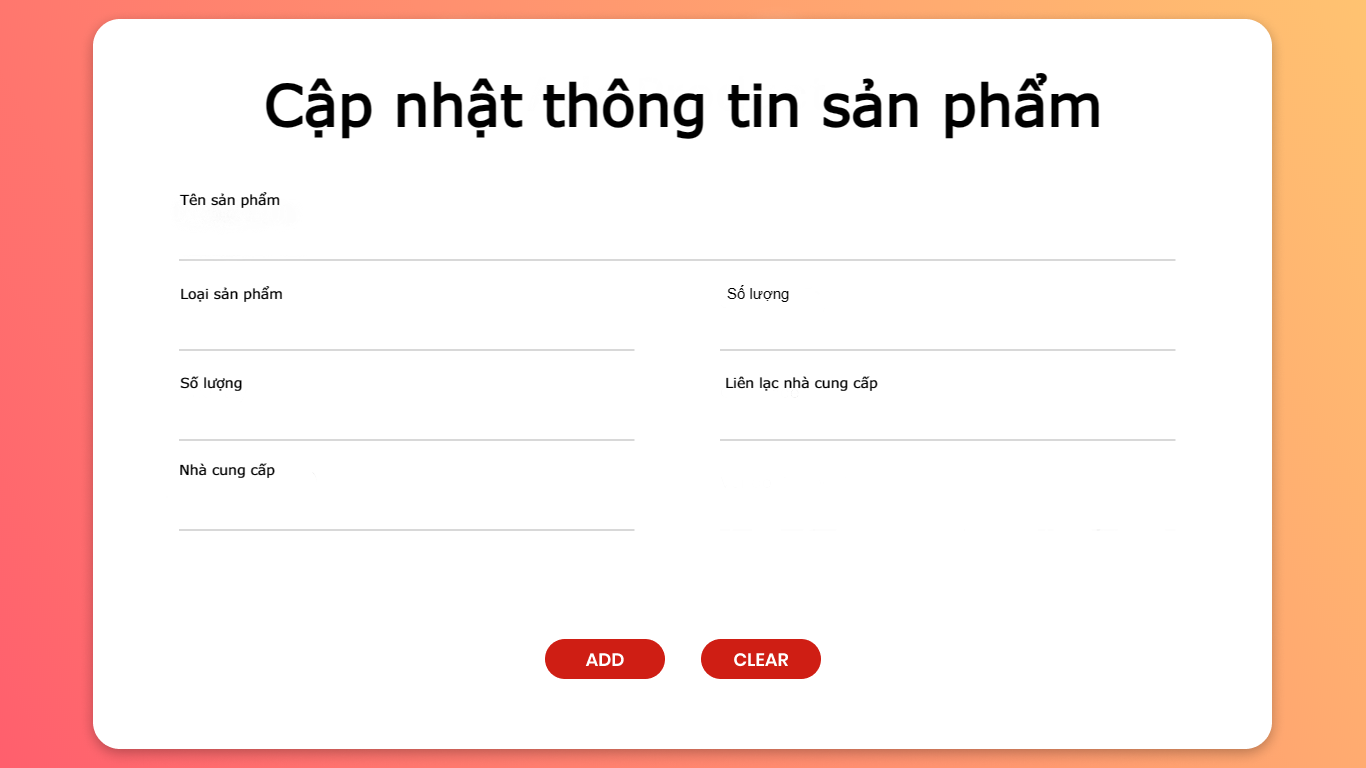 Cập nhật thông tin sản phẩm
Tên sản phẩm
Loại sản phẩm
Số lượng
Số lượng
Liên lạc nhà cung cấp
Nhà cung cấp
ADD
CLEAR